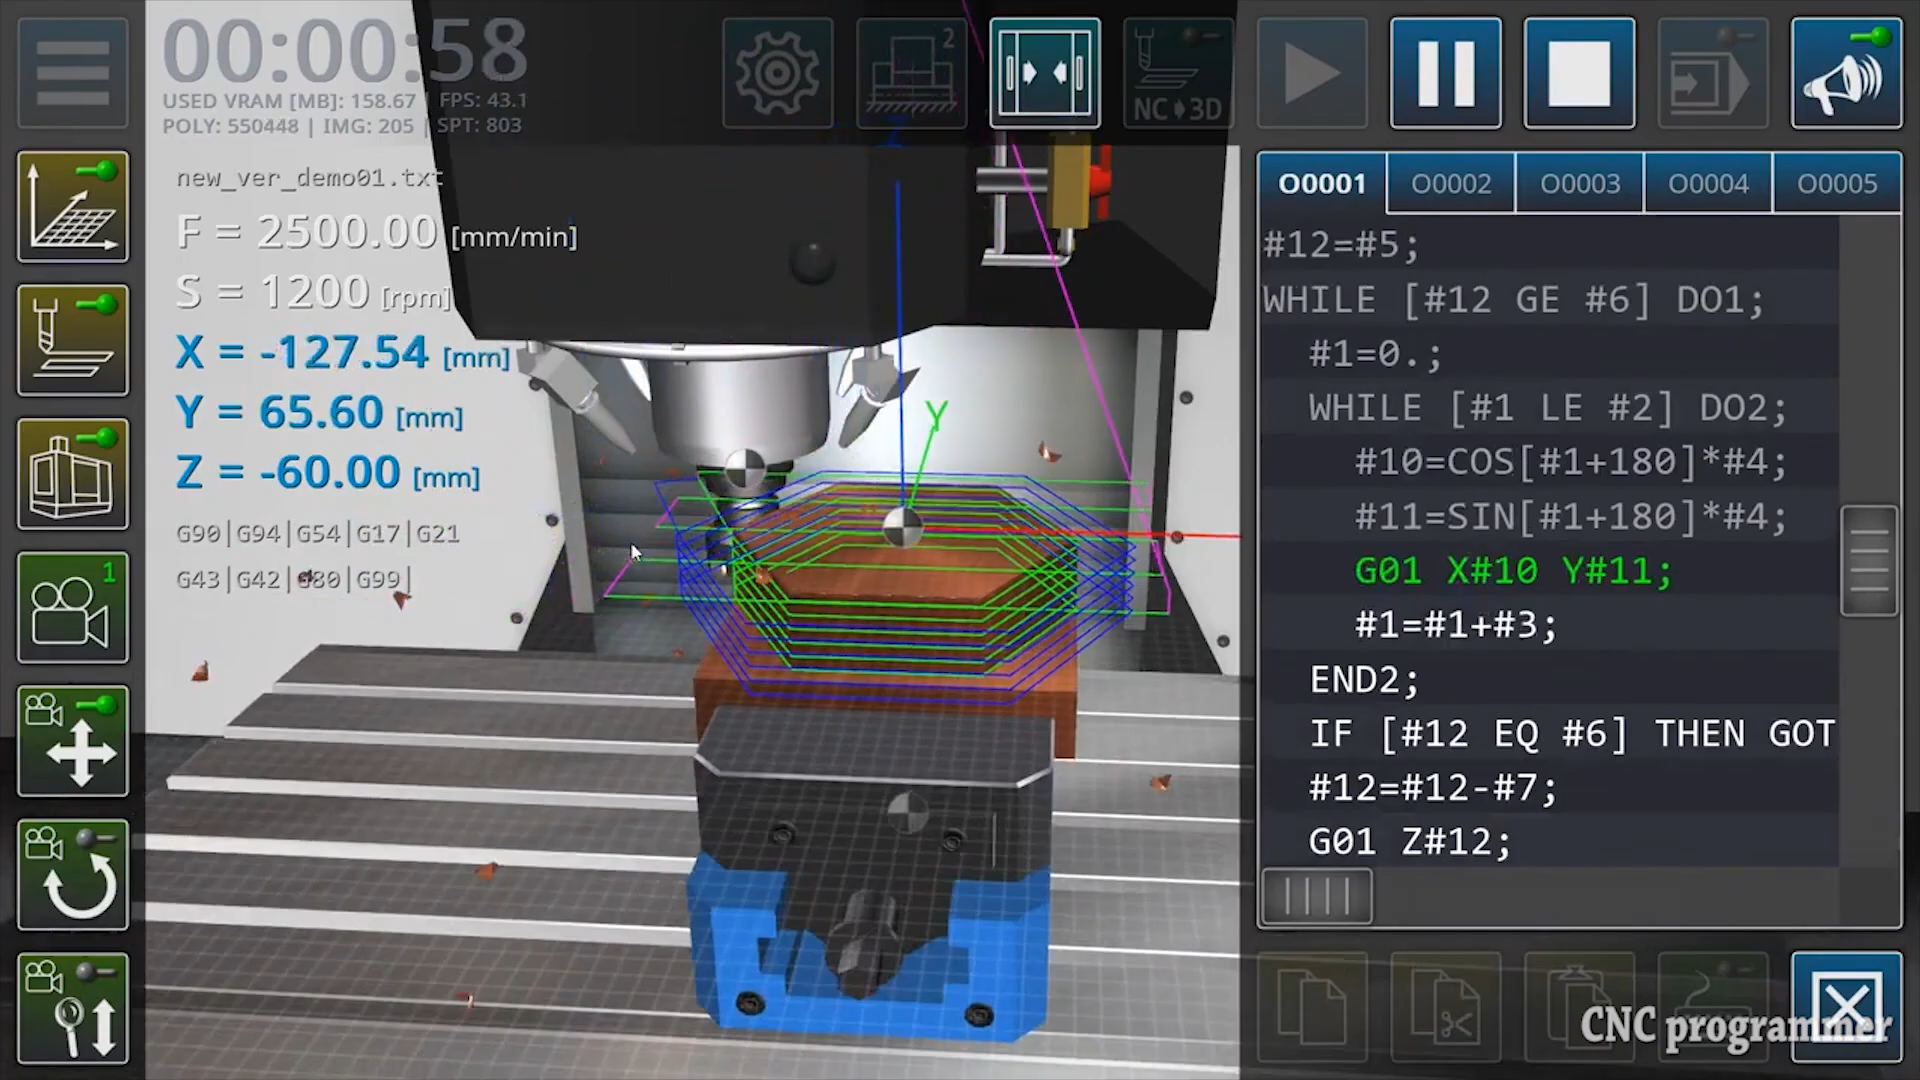 00:00:58
USED VRAM [MB]: 158.67 | FPS: 43.1
POLY: 550448 | IMG: 205 | SPT: 803
2
NC 3D
new_ver_demo01.txt
F = 2500.00 [mm/min]
S = 1200 [rpm]
X = -127.54 [mm]
Y = 65.60 [mm]
Z = -60.00 [mm]
G90|G94|G54|G17|G21
G43|G42|G80|G99|
1
Z
Y
O0001 O0002 O0003 O0004 O0005
#12=#5;
WHILE [#12 GE #6] DO1;
#1=0.;
WHILE [#1 LE #2] DO2;
#10=COS[#1+180]*#4;
#11=SIN[#1+180]*#4;
G01 X#10 Y#11;
#1=#1+#3;
END2;
IF [#12 EQ #6] THEN GOT
#12=#12-#7;
G01 Z#12;
CNC programmer